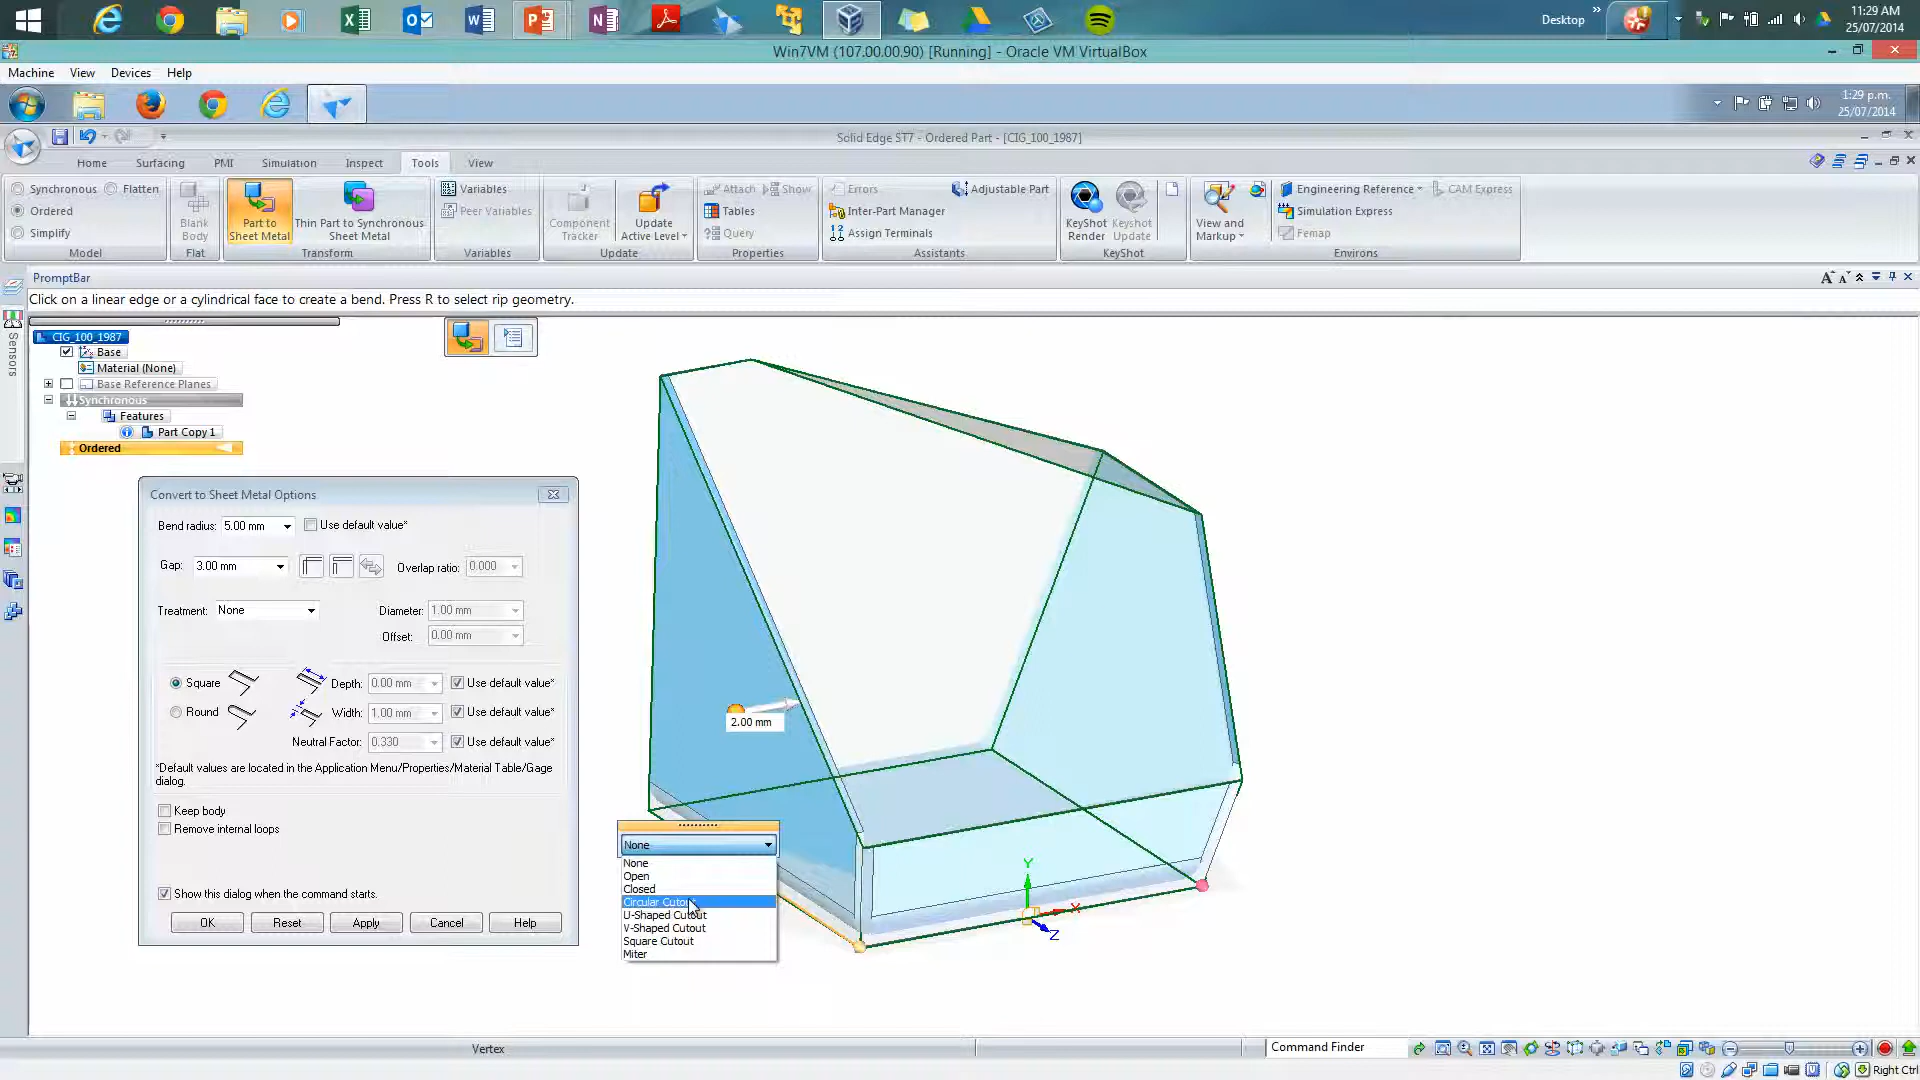 Desktop
11:29 AM
25/07/2014
Win7VM (107.00.00.90) [Running] - Oracle VM VirtualBox
Machine View Devices Help
1:29 p.m.
25/07/2014
Solid Edge ST7 - Ordered Part - [CIG_100_1987]
Home Surfacing PMI Simulation Inspect Tools View
Synchronous Flatten
Ordered
Simplify
Model
Blank Body
Flat
Part to Sheet Metal
Thin Part to Synchronous Sheet Metal
Transform
Variables
Peer Variables
Variables
Component Tracker
Update Active Level
Update
Attach Show
Tables
Query
Properties
Errors
Adjustable Part
Inter-Part Manager
Assign Terminals
Assistants
KeyShot Render
Keyshot Update
KeyShot
View and Markup
Engineering Reference
CAM Express
Simulation Express
Femap
Environs
PromptBar
Click on a linear edge or a cylindrical face to create a bend. Press R to select rip geometry.
Sensors
CIG_100_1987
Base
Material (None)
Base Reference Planes
Synchronous
Features
Part Copy 1
Ordered
Convert to Sheet Metal Options
Bend radius: 5.00 mm Use default value*
Gap: 3.00 mm Overlap ratio: 0.000
Treatment: None Diameter: 1.00 mm
Offset: 0.00 mm
Square Depth: 0.00 mm Use default value*
Round Width: 1.00 mm Use default value*
Neutral Factor: 0.330 Use default value*
*Default values are located in the Application Menu/Properties/Material Table/Gage
dialog.
Keep body
Remove internal loops
Show this dialog when the command starts.
OK Reset Apply Cancel Help
2.00 mm
None
None
Open
Closed
Circular Cutout
U-Shaped Cutout
V-Shaped Cutout
Square Cutout
Miter
Y
X
Z
Vertex
Command Finder
Right Ctrl